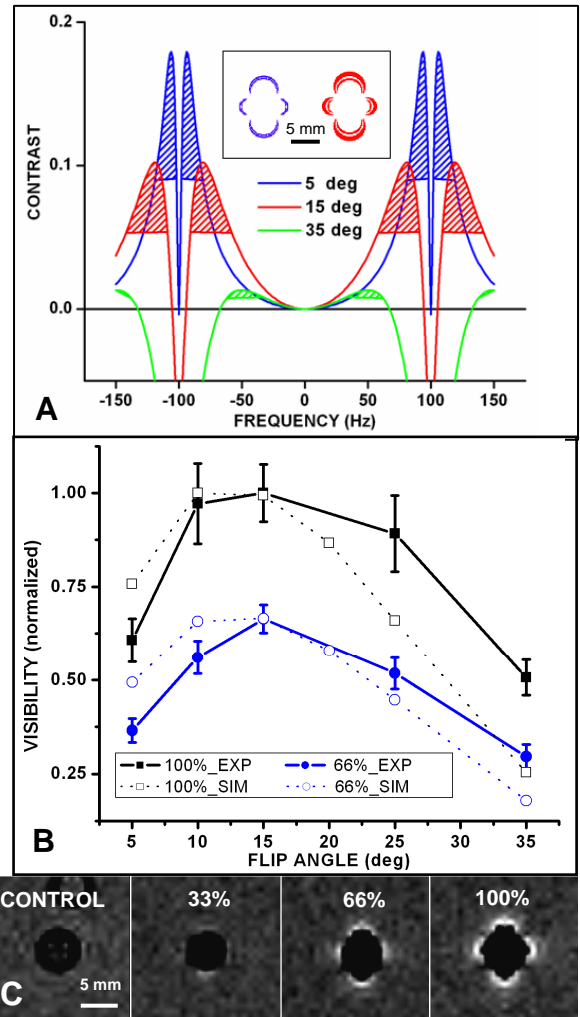 0.2
0.1
0.0
CONTRAST
5 mm
5 deg
15 deg
35 deg
-150 -100 -50 0 50 100 150
FREQUENCY (Hz)
A
1.00
0.75
0.50
0.25
VISIBILITY (normalized)
100%_EXP 66%_EXP
100%_SIM 66%_SIM
5 10 15 20 25 30 35
FLIP ANGLE (deg)
B
CONTROL 33% 66% 100%
5 mm
C